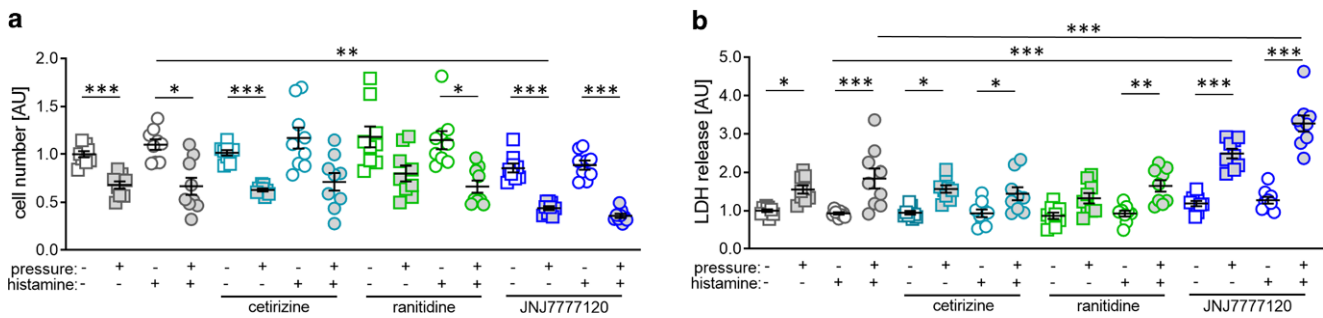 a
cell number [AU]
**
*** * *** * *** ***
2.0
1.5
1.0
0.5
0.0
pressure: - + - + - + - + - + - + - + - +
histamine: - - + + - - + + - - + + - - + +
cetirizine ranitidine JNJ7777120
b
LDH release [AU]
***
***
***
* *** * * ** ***
5.0
4.0
3.0
2.0
1.0
0.0
pressure: - + - + - + - + - + - + - + - +
histamine: - - + + - - + + - - + + - - + +
cetirizine ranitidine JNJ7777120